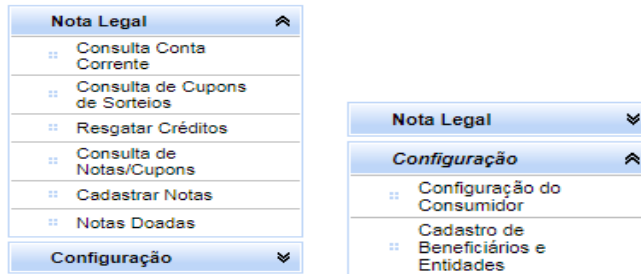 Nota Legal
Consulta Conta
Corrente
Consulta de Cupons
de Sorteios
Resgatar Créditos
Consulta de
Notas/Cupons
Cadastrar Notas
Notas Doadas
Configuração
Nota Legal
Configuração
Configuração do
Consumidor
Cadastro de
Beneficiários e
Entidades